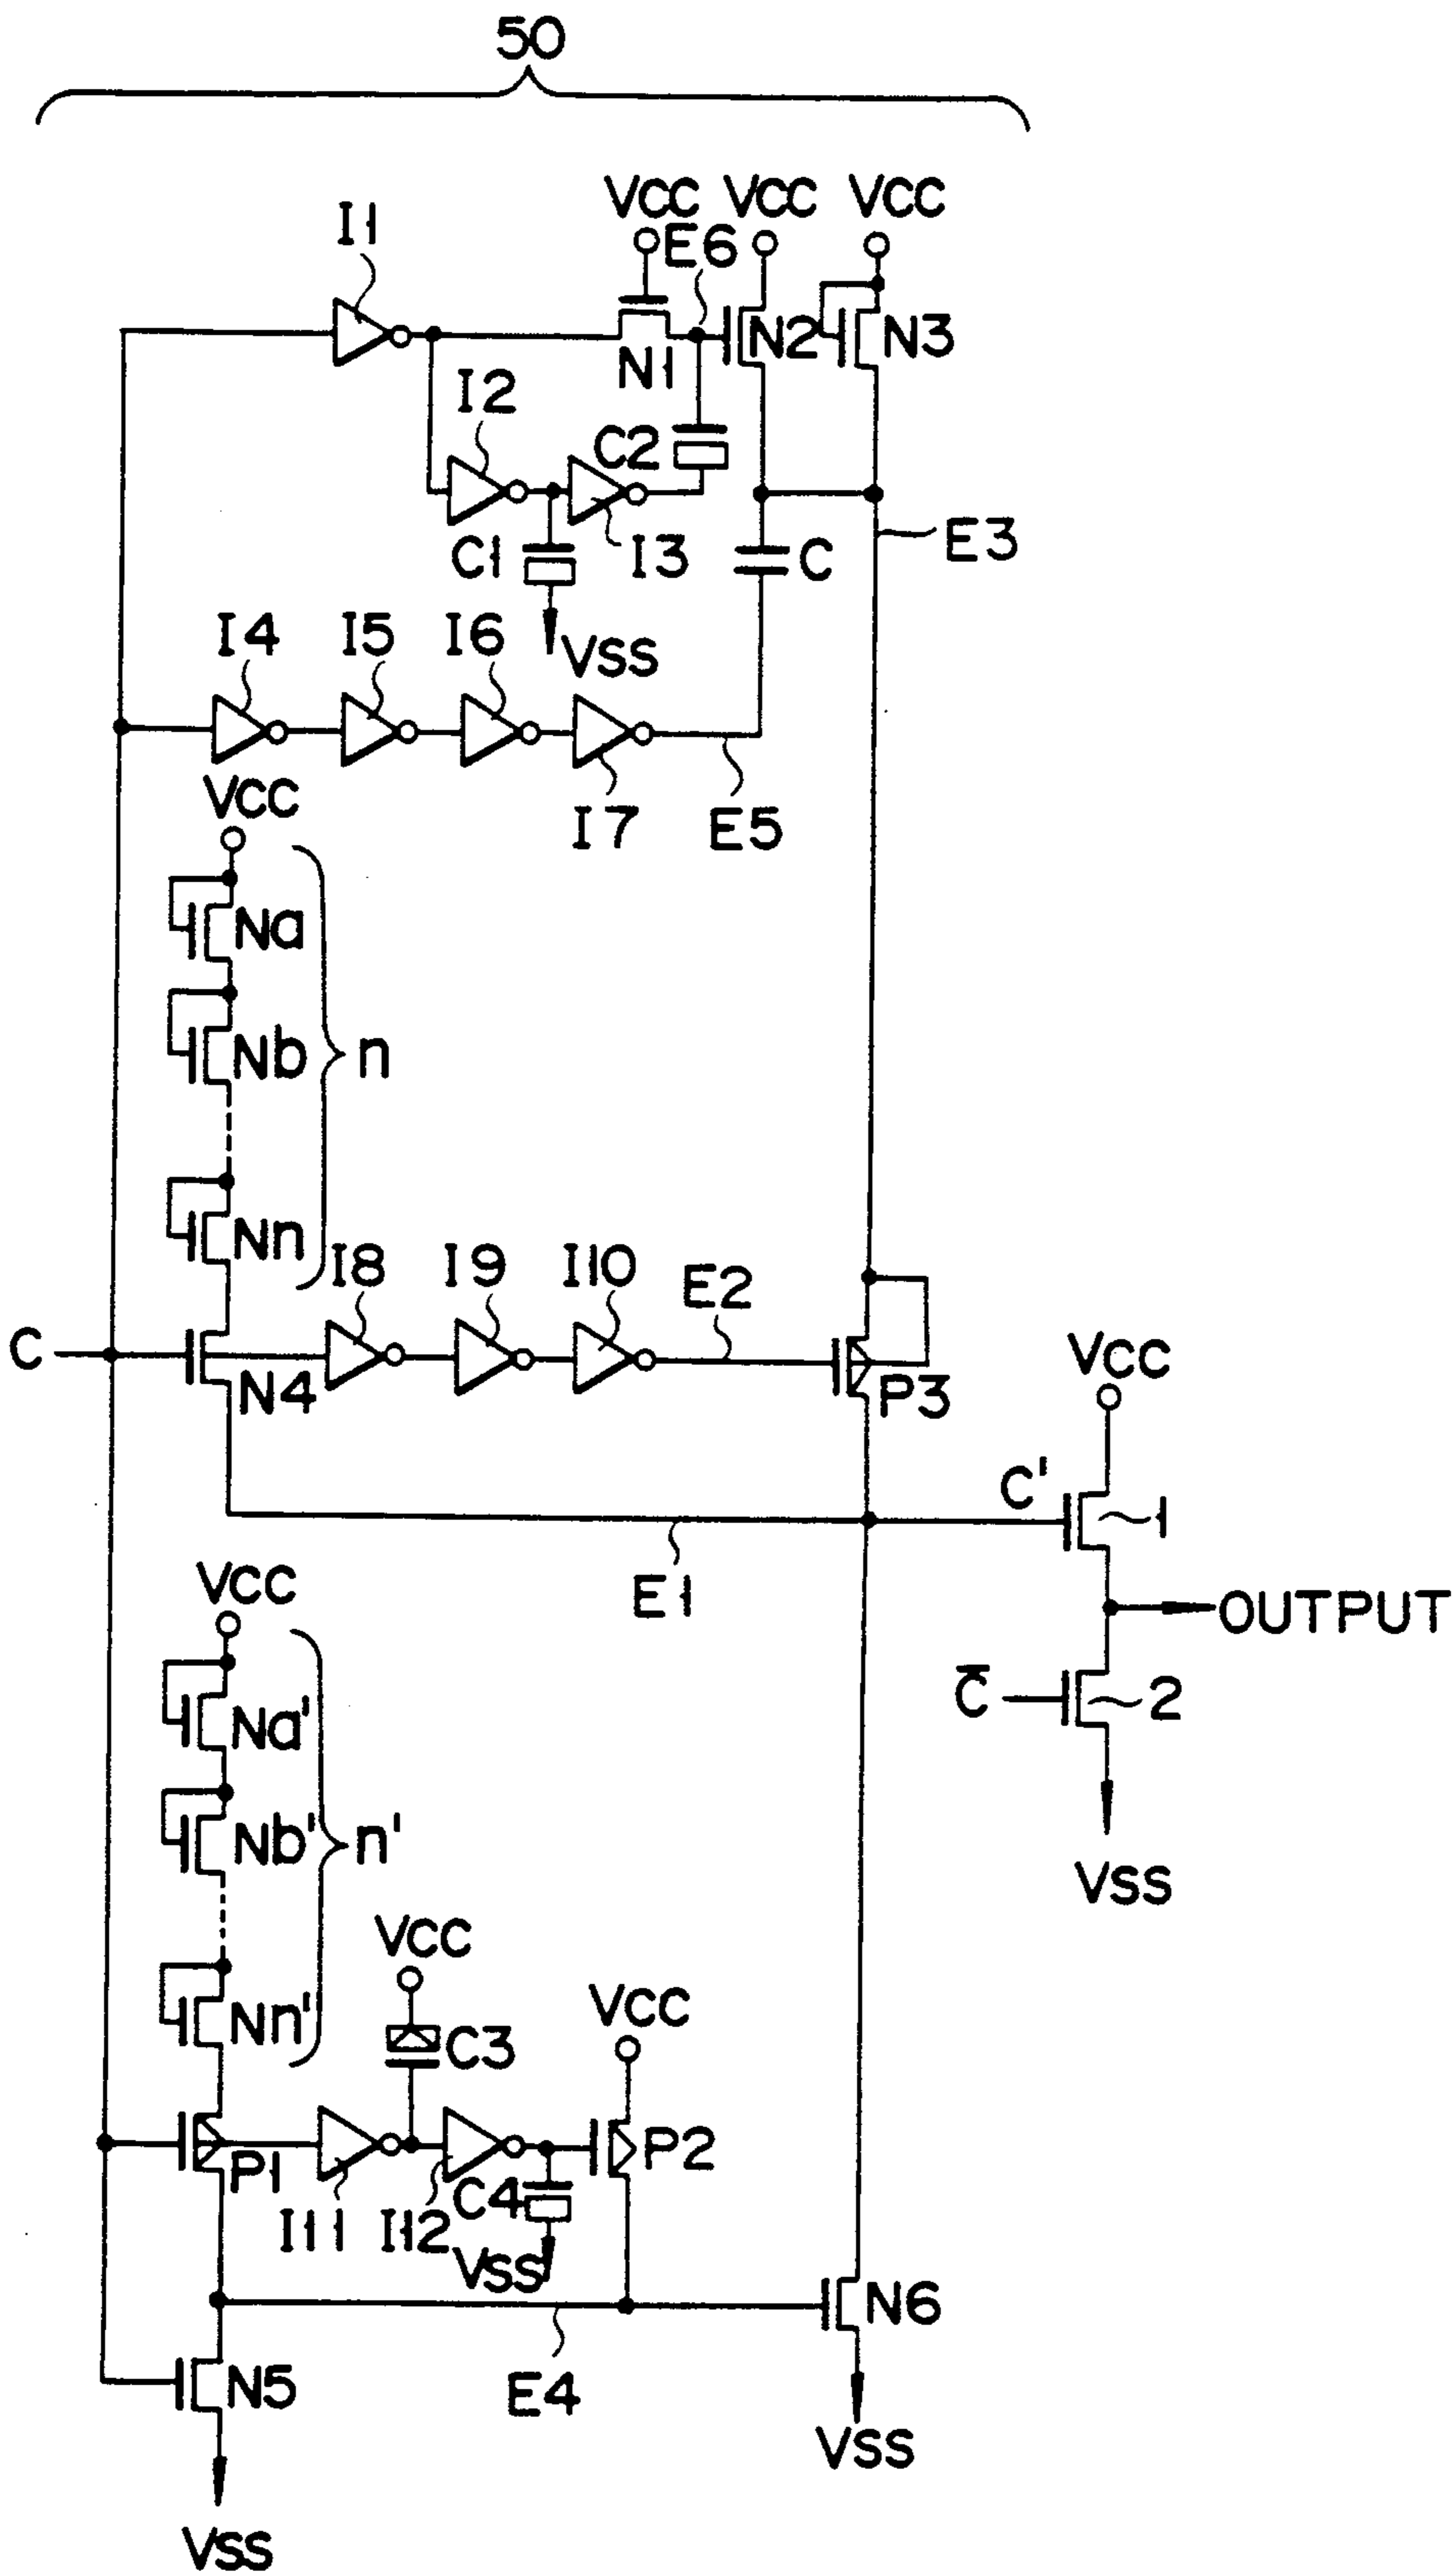 50
VCC VCC VCC
I1
E6
N1
N2
N3
I2
C2
C1
I3
C
E3
VSS
I4
I5
I6
I7
E5
VCC
Na
Nb
n
Nn
I8
I9
I10
E2
C
N4
P3
VCC
C'
1
E1
OUTPUT
VCC
C̅
2
Na'
Nb'
n'
VSS
VCC
Nn'
VCC
C3
P1
P2
C4
I11
I12
VSS
N6
N5
E4
VSS
VSS